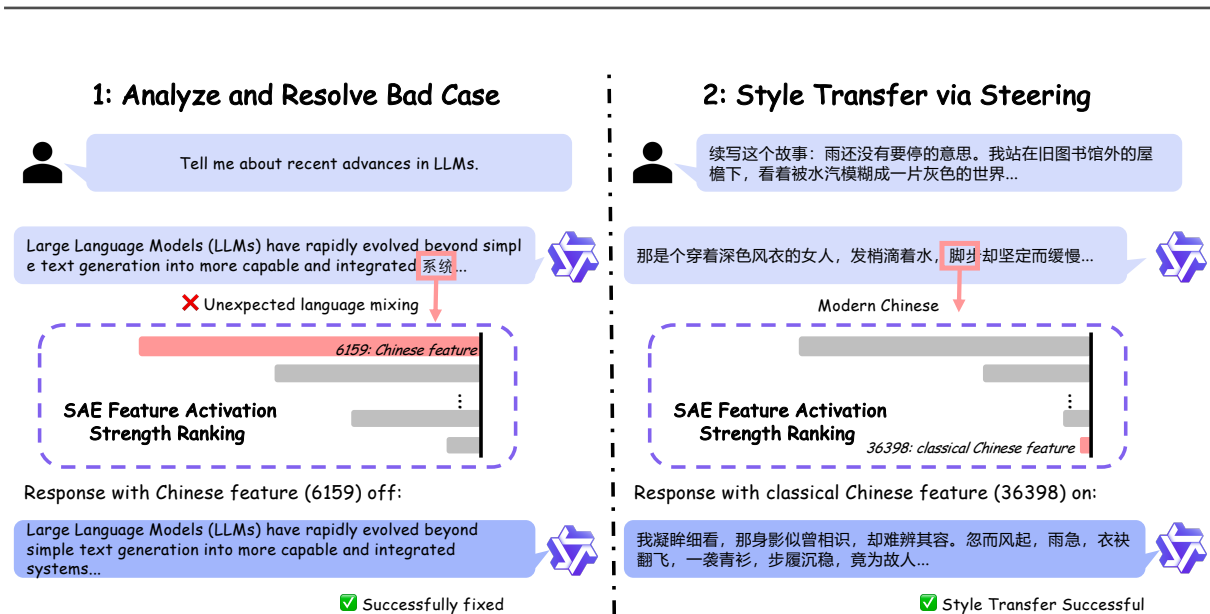 1: Analyze and Resolve Bad Case
Tell me about recent advances in LLMs.
Large Language Models (LLMs) have rapidly evolved beyond simpl
e text generation into more capable and integrated 系统...
❌ Unexpected language mixing
6159: Chinese feature
⋮
SAE Feature Activation
Strength Ranking
Response with Chinese feature (6159) off:
Large Language Models (LLMs) have rapidly evolved beyond
simple text generation into more capable and integrated
systems...
✅ Successfully fixed
2: Style Transfer via Steering
续写这个故事：雨还没有要停的意思。我站在旧图书馆外的屋
檐下，看着被水汽模糊成一片灰色的世界...
那是个穿着深色风衣的女人，发梢滴着水，脚步却坚定而缓慢...
Modern Chinese
⋮
SAE Feature Activation
Strength Ranking
36398: classical Chinese feature
Response with classical Chinese feature (36398) on:
我凝眸细看，那身影似曾相识，却难辨其容。忽而风起，雨急，衣袂
翻飞，一袭青衫，步履沉稳，竟为故人...
✅ Style Transfer Successful